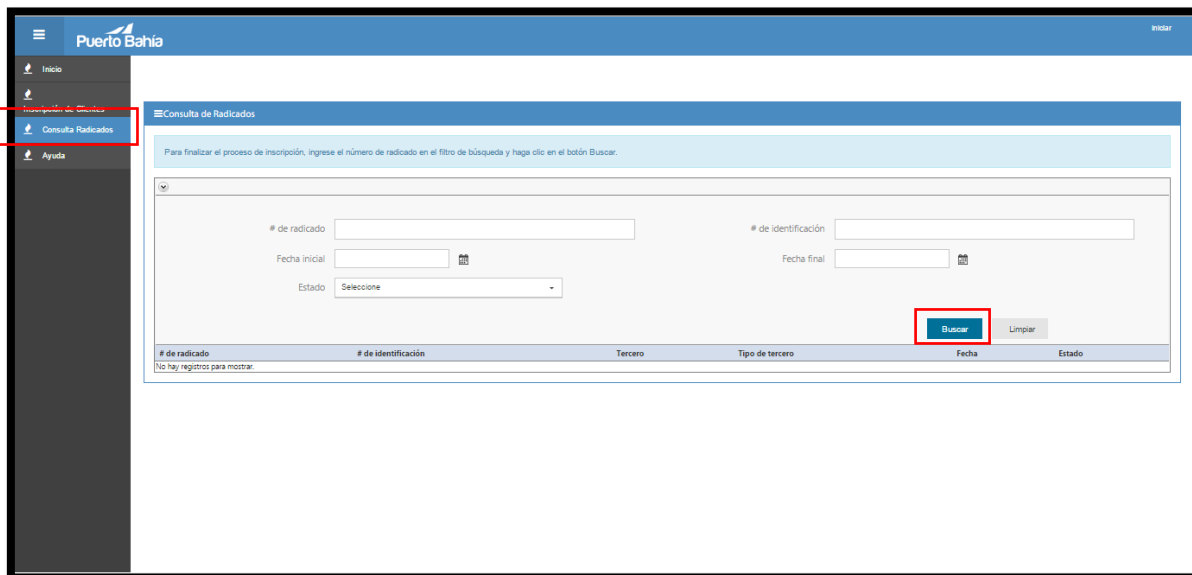 Puerto Bahía
Iniciar
Inicio
Inscripción de Clientes
Consulta Radicados
Ayuda
Consulta de Radicados
Para finalizar el proceso de inscripción, ingrese el número de radicado en el filtro de búsqueda y haga clic en el botón Buscar.
# de radicado # de identificación
Fecha inicial Fecha final
Estado Seleccione
Buscar Limpiar
# de radicado # de identificación Tercero Tipo de tercero Fecha Estado
No hay registros para mostrar.